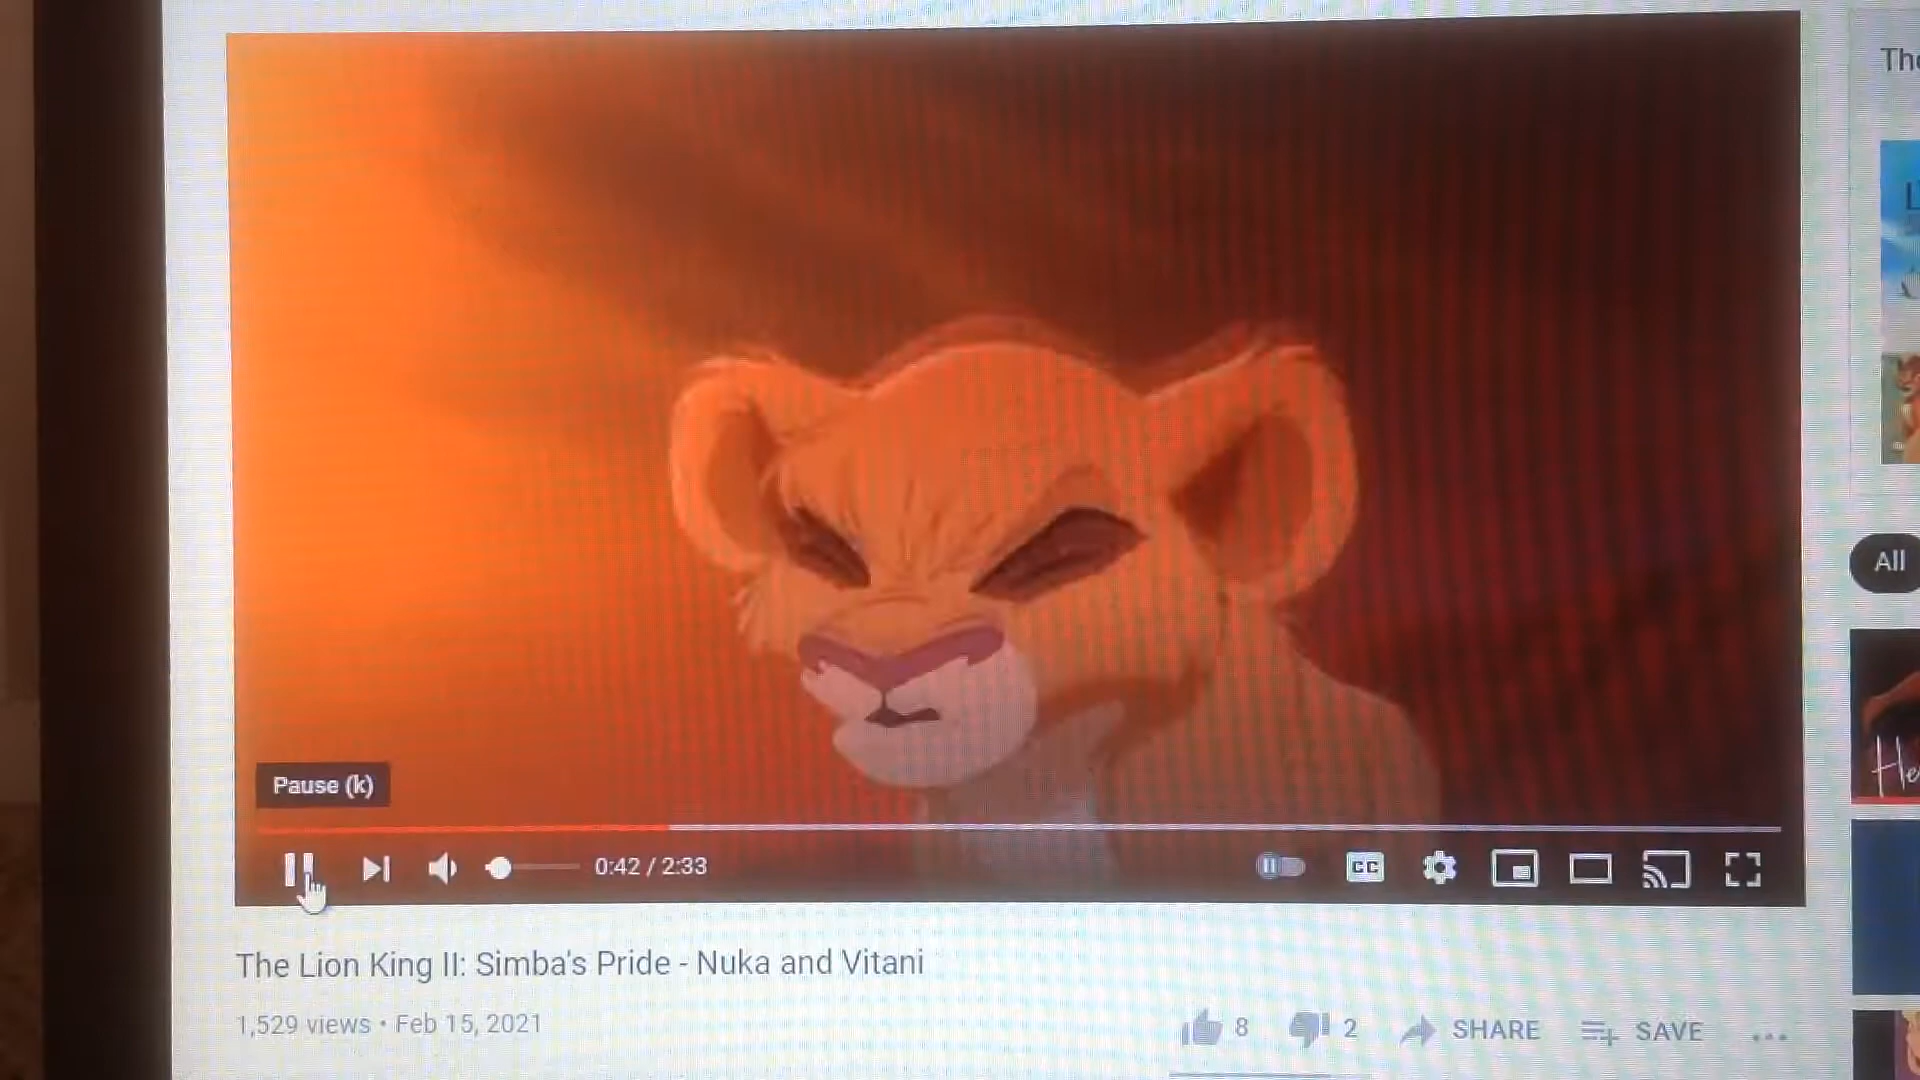 Pause (k)
0:42 / 2:33
CC
The Lion King II: Simba's Pride - Nuka and Vitani
1,529 views • Feb 15, 2021
8
2
SHARE
SAVE
All